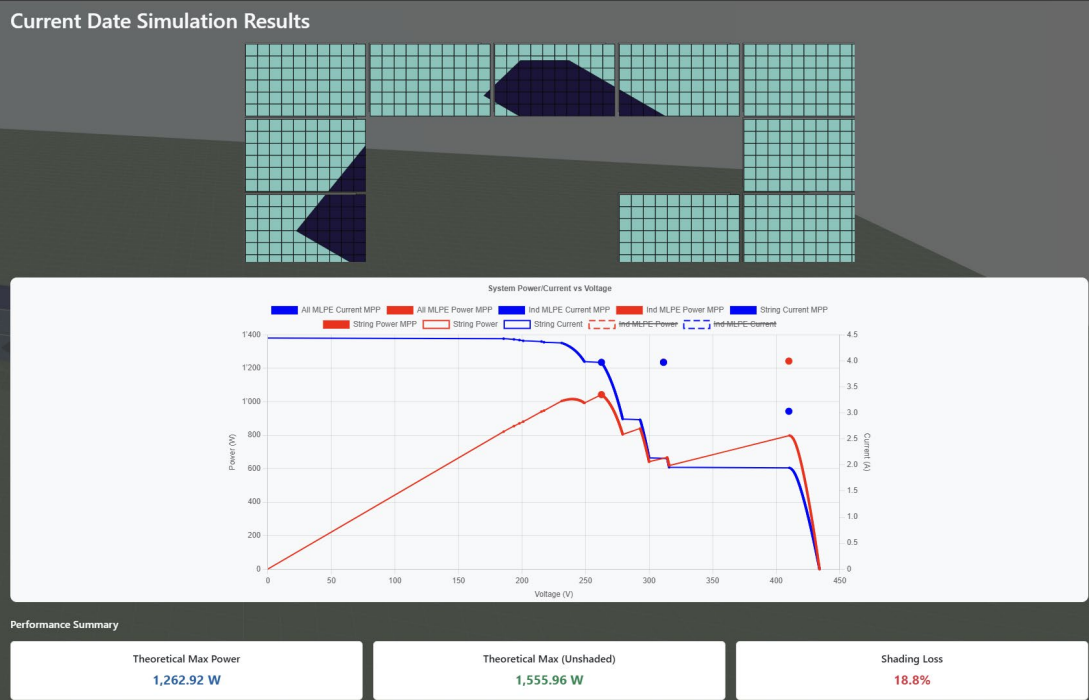 Current Date Simulation Results
System Power/Current vs Voltage
All MLPE Current MPP All MLPE Power MPP Ind MLPE Current MPP Ind MLPE Power MPP String Current MPP
String Power MPP String Power String Current Ind MLPE Power Ind MLPE Current
1'400 4.5
4.0
1'200
3.5
1'000
3.0
800
2.5
600 2.0
1.5
400
1.0
200
0.5
0 0
Power (W)
Current (A)
0 50 100 150 200 250 300 350 400 450
Voltage (V)
Performance Summary
Theoretical Max Power Theoretical Max (Unshaded) Shading Loss
1,262.92 W 1,555.96 W 18.8%